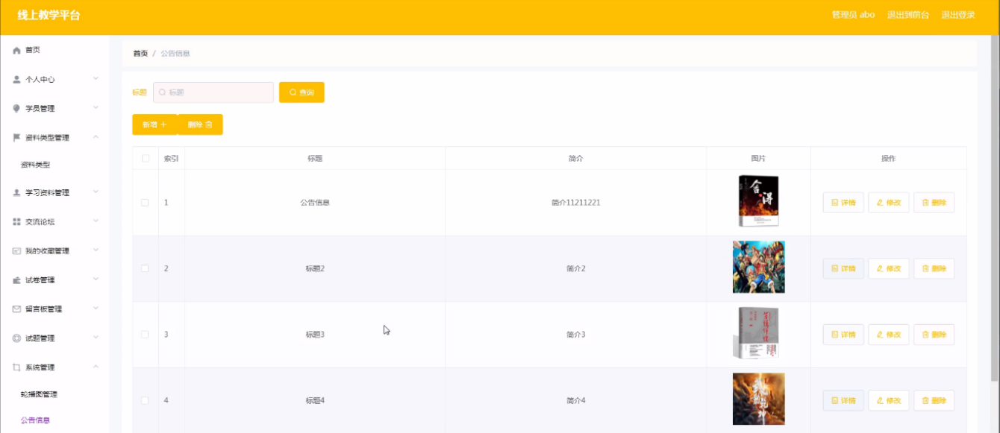 线上教学平台
管理员 abo 退出到前台 退出登录
首页
个人中心
学员管理
资料类型管理
资料类型
学习资料管理
交流论坛
我的收藏管理
试卷管理
留言板管理
试题管理
系统管理
轮播图管理
公告信息
首页 / 公告信息
标题 标题 查询
新增 删除
索引 标题 简介 图片 操作
1 公告信息 简介11211221 舍得 详情 修改 删除
2 标题2 简介2 详情 修改 删除
3 标题3 简介3 详情 修改 删除
4 标题4 简介4 详情 修改 删除